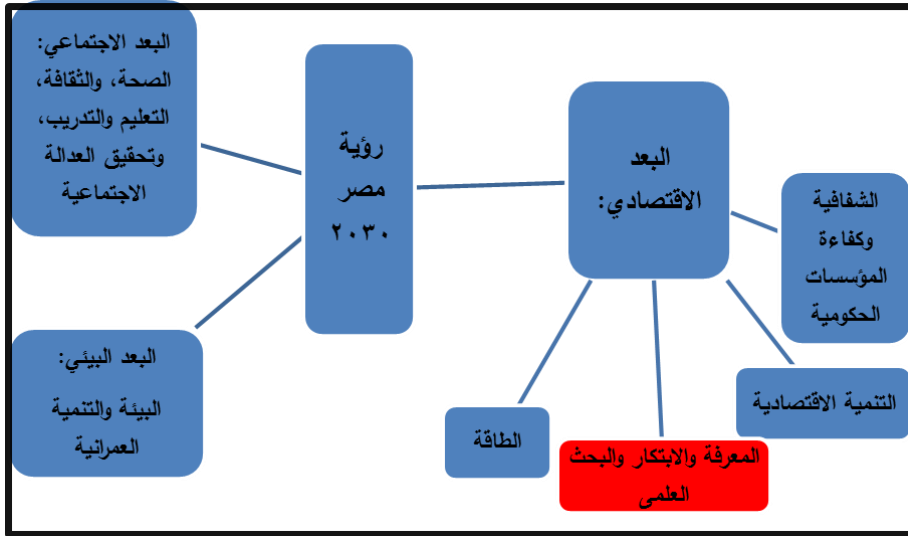 رؤية
مصر
٢٠٣٠
البعد
الاقتصادي:
الشفافية
وكفاءة
المؤسسات
الحكومية
التنمية الاقتصادية
المعرفة والابتكار والبحث
العلمى
الطاقة
البعد الاجتماعي:
الصحة، والثقافة،
التعليم والتدريب،
وتحقيق العدالة
الاجتماعية
البعد البيئي:
البيئة والتنمية
العمرانية